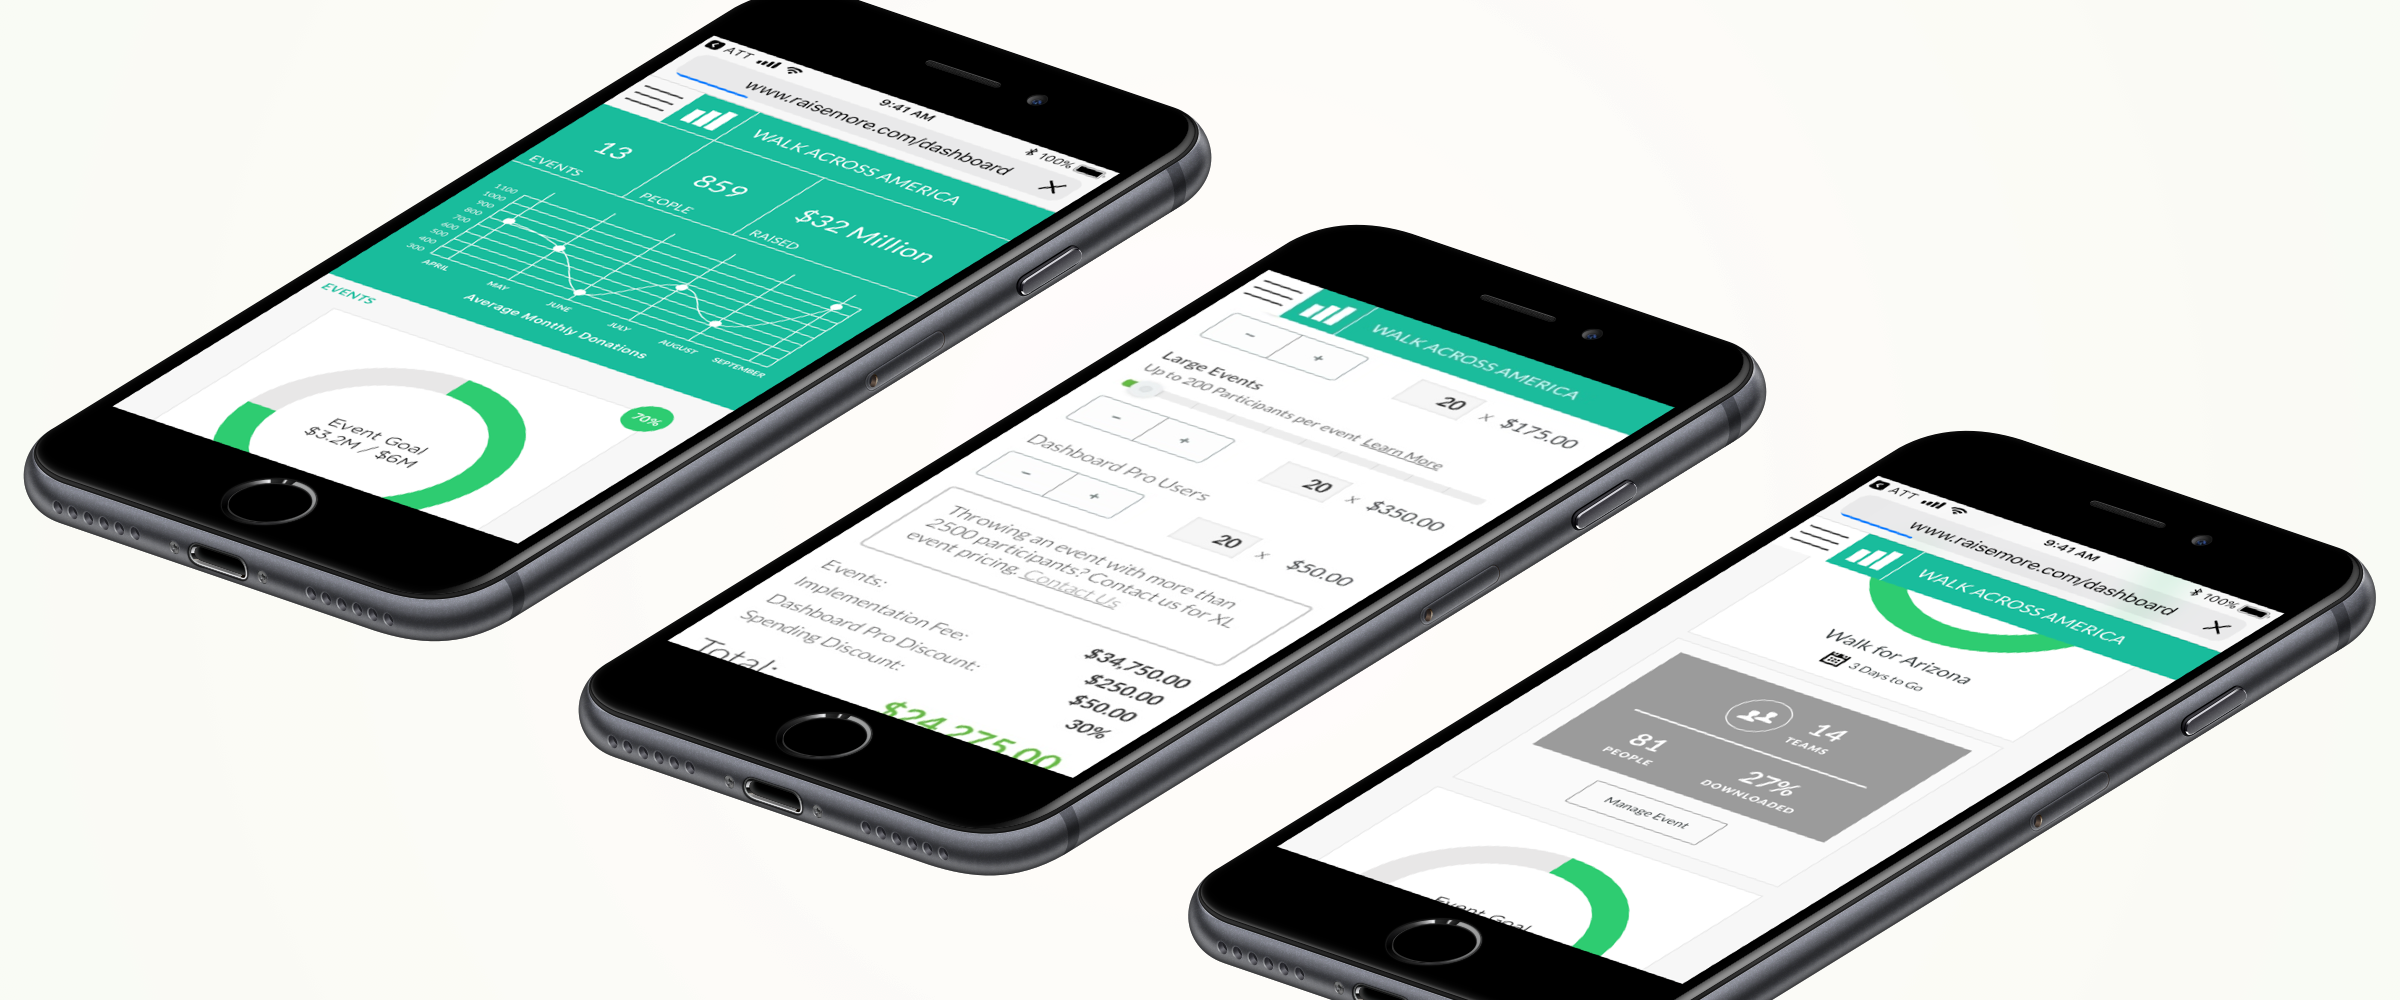 ATT
9:41 AM
100%
www.raisemore.com/dashboard
WALK ACROSS AMERICA
13
EVENTS
859
PEOPLE
$32 Million
RAISED
1100
1000
900
800
700
600
500
400
300
APRIL
MAY
JUNE
JULY
AUGUST
SEPTEMBER
Average Monthly Donations
EVENTS
70%
Event Goal
$3.2M / $6M
WALK ACROSS AMERICA
- +
20 x $175.00
Large Events
Up to 200 Participants per event Learn More
- +
20 x $350.00
Dashboard Pro Users
- +
20 x $50.00
Throwing an event with more than
2500 participants? Contact us for XL
event pricing. Contact Us
Events: $34,750.00
Implementation Fee: $250.00
Dashboard Pro Discount: $50.00
Spending Discount: 30%
Total: $24,275.00
ATT
9:41 AM
100%
www.raisemore.com/dashboard
WALK ACROSS AMERICA
Walk for Arizona
3 Days to Go
14
TEAMS
81
PEOPLE
27%
DOWNLOADED
Manage Event
Event Goal